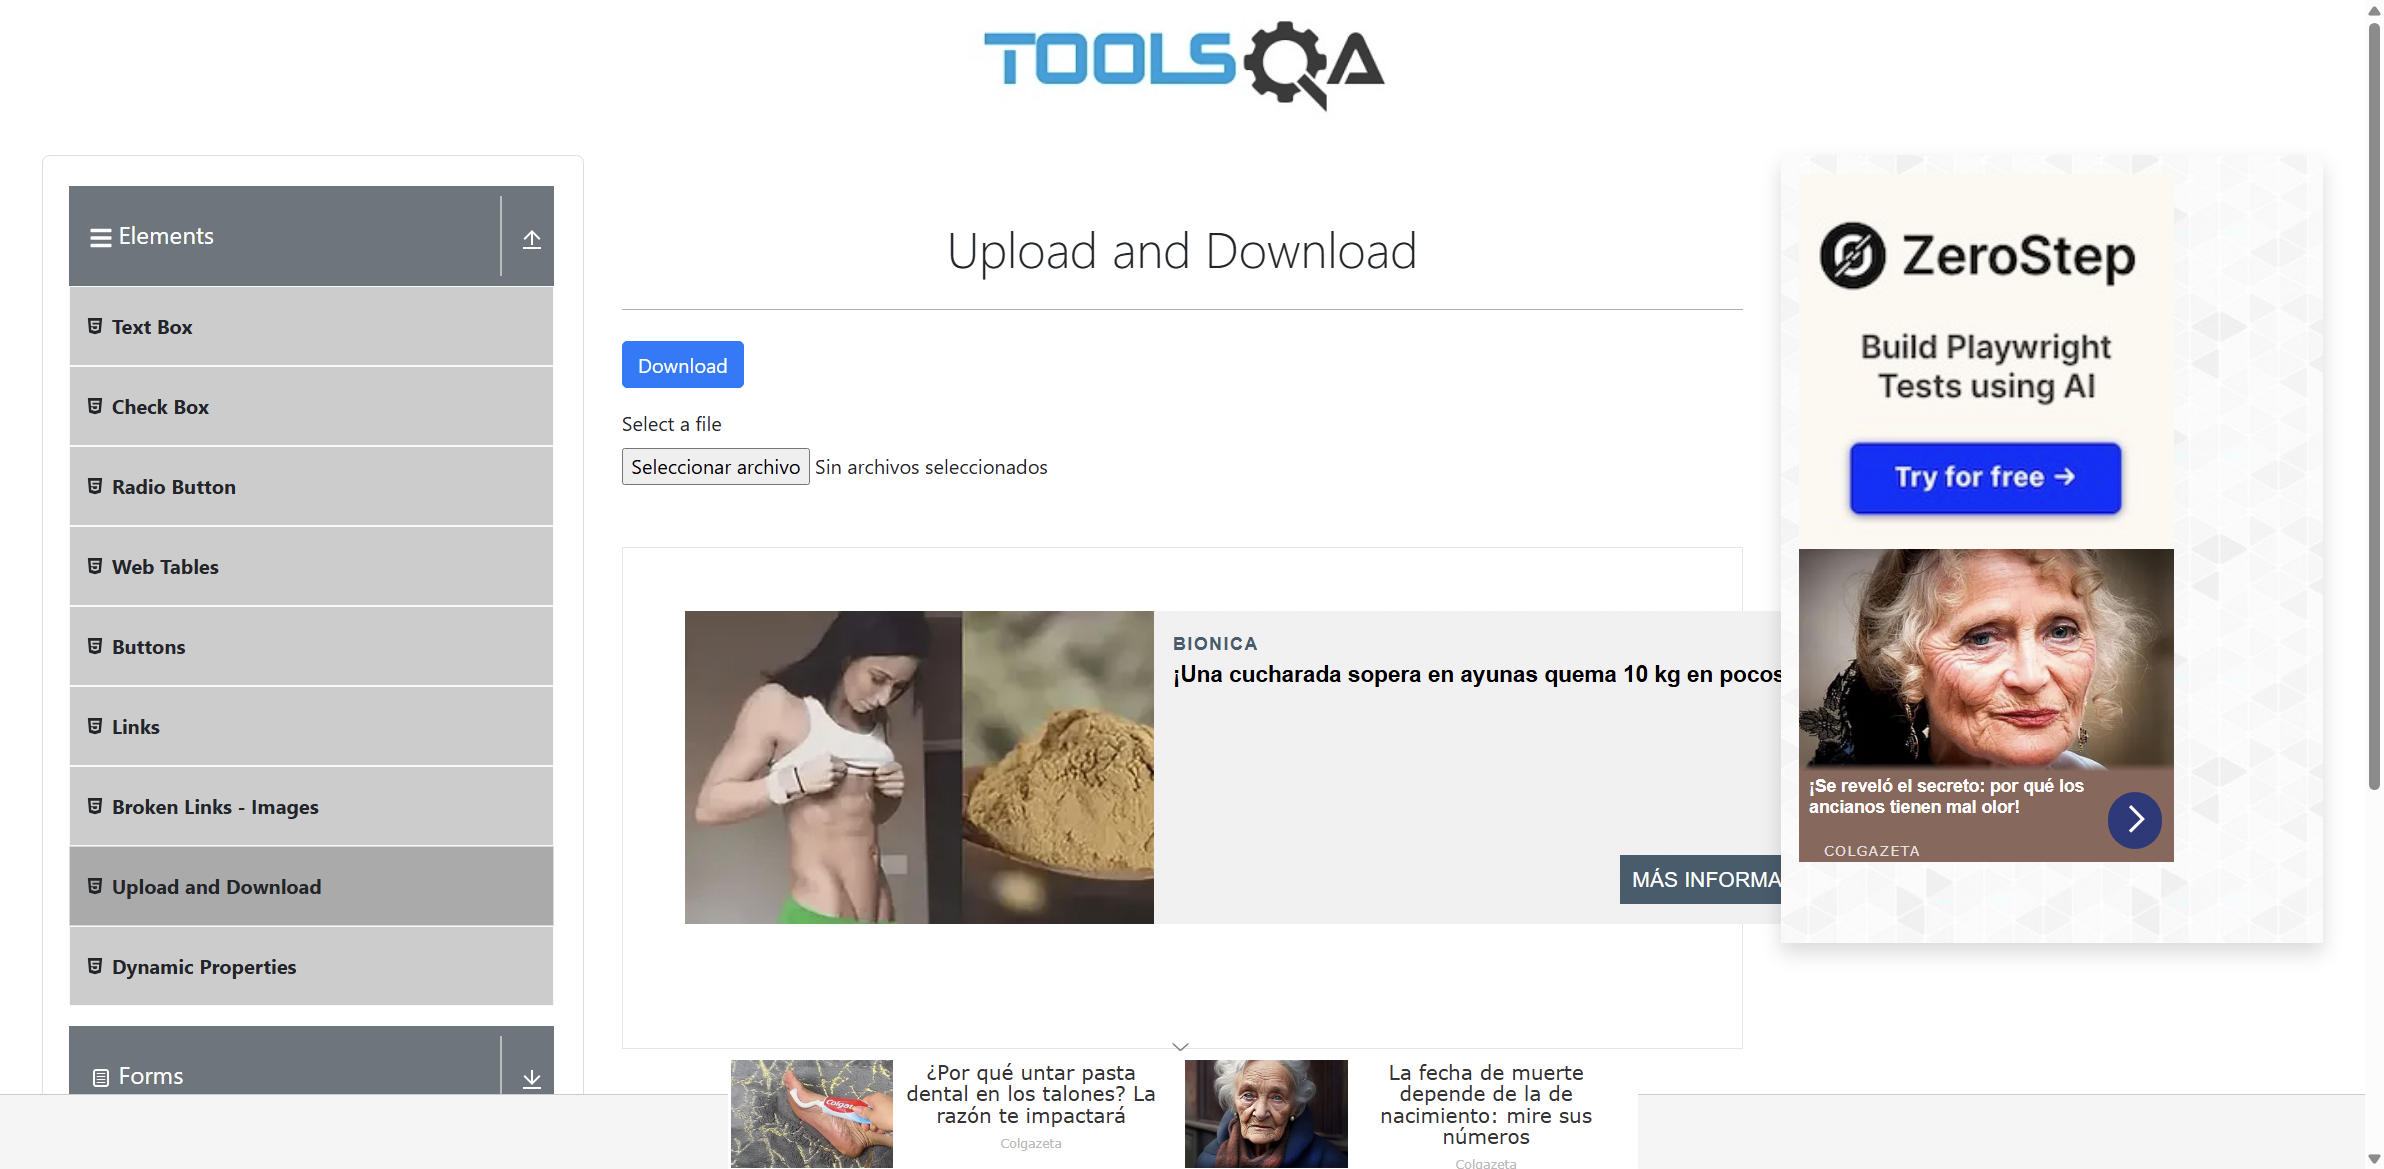 TOOLSQA
Elements
Text Box
Check Box
Radio Button
Web Tables
Buttons
Links
Broken Links - Images
Upload and Download
Dynamic Properties
Forms
Upload and Download
Download
Select a file
Seleccionar archivo Sin archivos seleccionados
BIONICA
¡Una cucharada sopera en ayunas quema 10 kg en pocos
MÁS INFORMA
ZeroStep
Build Playwright
Tests using AI
Try for free →
¡Se reveló el secreto: por qué los
ancianos tienen mal olor!
COLGAZETA
Colgate
¿Por qué untar pasta
dental en los talones? La
razón te impactará
Colgazeta
La fecha de muerte
depende de la de
nacimiento: mire sus
números
Colgazeta